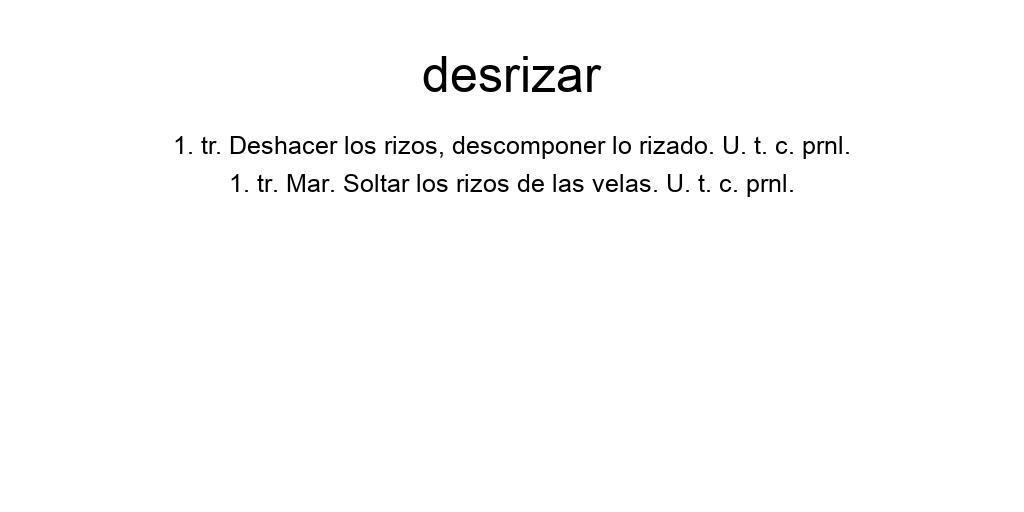 desrizar
1. tr. Deshacer los rizos, descomponer lo rizado. U. t. c. prnl.
1. tr. Mar. Soltar los rizos de las velas. U. t. c. prnl.